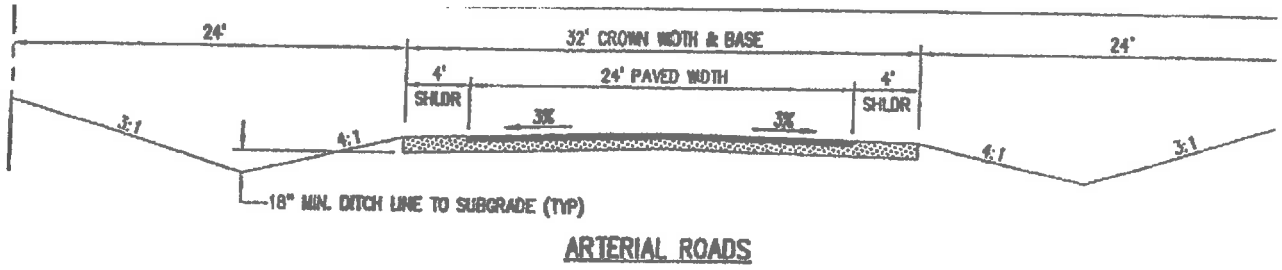 24' 32' CROWN WIDTH & BASE 24'
4' 24' PAVED WIDTH 4'
SHLDR SHLDR
3% 3%
3:1 4:1 4:1 3:1
18" MIN. DITCH LINE TO SUBGRADE (TYP)
ARTERIAL ROADS